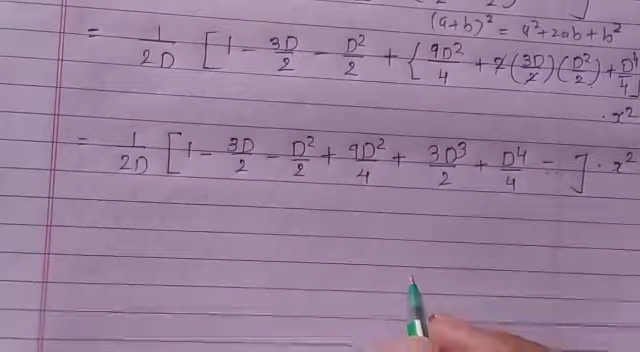 (a+b)² = a²+2ab+b²
= 1/2D [1 - 3D/2 - D²/2 + { 9D²/4 + 2(3D/2)(D²/2) + D⁴/4
· x²
= 1/2D [1 - 3D/2 - D²/2 + 9D²/4 + 3D³/2 + D⁴/4 - ...] · x²